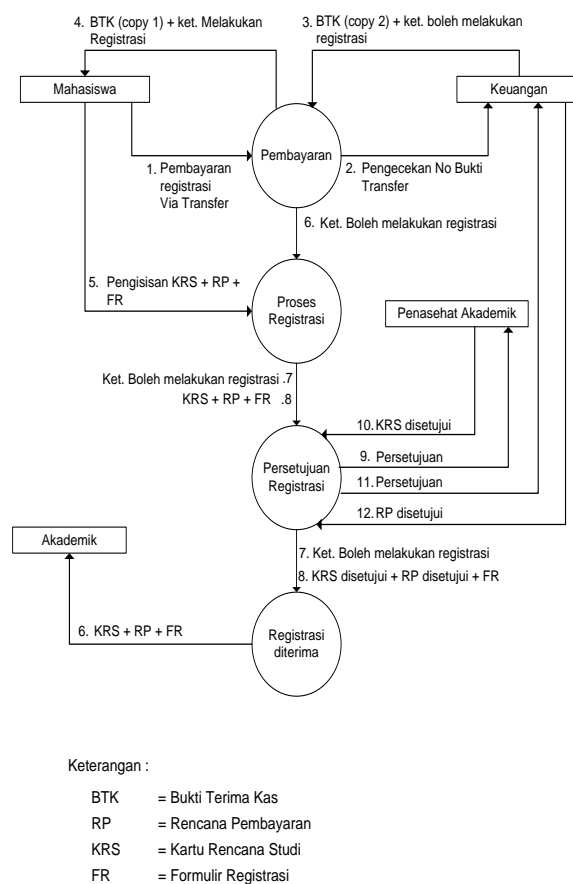 4. BTK (copy 1) + ket. Melakukan
Registrasi
3. BTK (copy 2) + ket. boleh melakukan
registrasi
Mahasiswa
Keuangan
Pembayaran
1. Pembayaran
registrasi
Via Transfer
2. Pengecekan No Bukti
Transfer
6. Ket. Boleh melakukan registrasi
5. Pengisisan KRS + RP +
FR
Proses
Registrasi
Penasehat Akademik
Ket. Boleh melakukan registrasi .7
KRS + RP + FR .8
10. KRS disetujui
9. Persetujuan
Persetujuan
Registrasi
11. Persetujuan
12. RP disetujui
Akademik
7. Ket. Boleh melakukan registrasi
8. KRS disetujui + RP disetujui + FR
6. KRS + RP + FR
Registrasi
diterima
Keterangan :
BTK = Bukti Terima Kas
RP = Rencana Pembayaran
KRS = Kartu Rencana Studi
FR = Formulir Registrasi